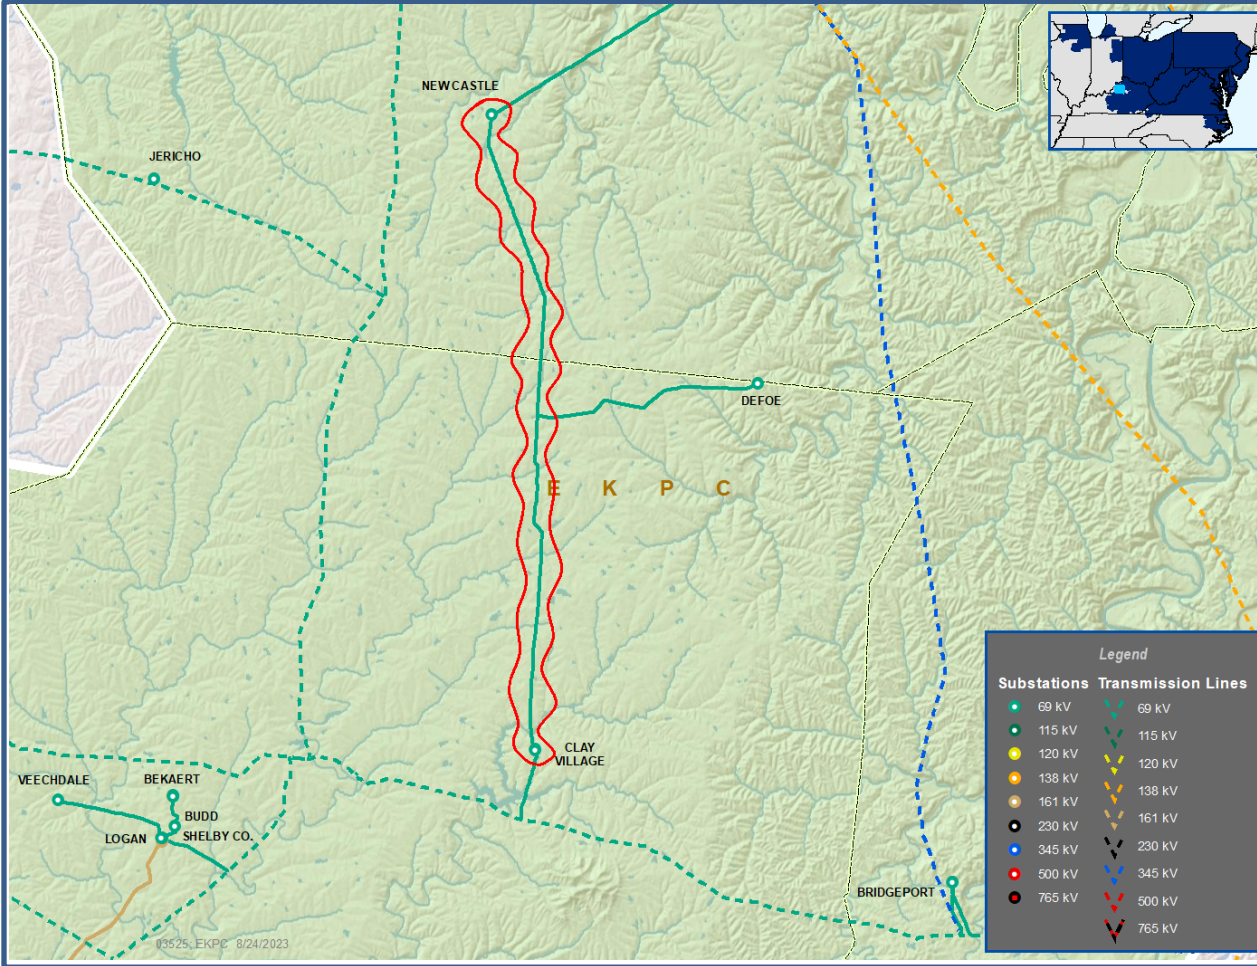 NEWCASTLE
JERICHO
DEFOE
E K P C
CLAY
VILLAGE
VEECHDALE
BEKAERT
BUDD
LOGAN
SHELBY CO.
BRIDGEPORT
93525; EKPC 8/24/2023
Legend
Substations Transmission Lines
69 kV 69 kV
115 kV 115 kV
120 kV 120 kV
138 kV 138 kV
161 kV 161 kV
230 kV 230 kV
345 kV 345 kV
500 kV 500 kV
765 kV 765 kV